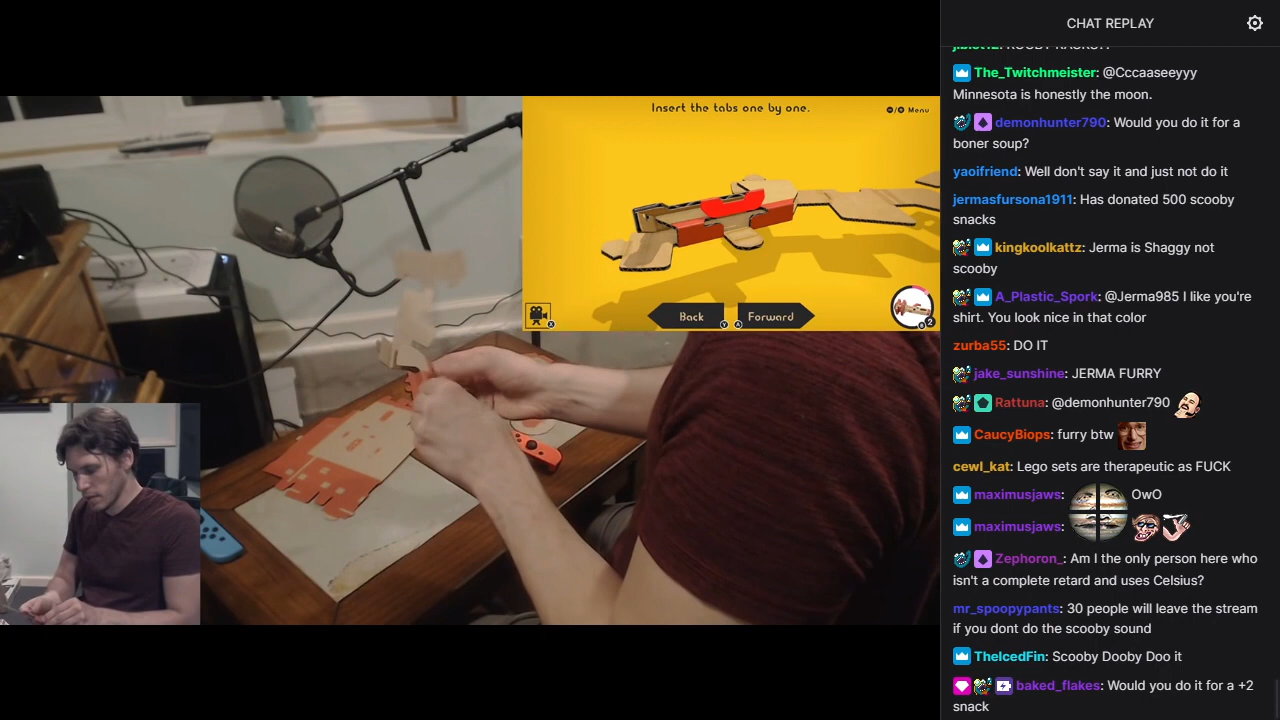 CHAT REPLAY
The_Twitchmeister: @Cccaaseeyyy
Minnesota is honestly the moon.
demonhunter790: Would you do it for a
boner soup?
yaoifriend: Well don't say it and just not do it
jermasfursona1911: Has donated 500 scooby
snacks
kingkoolkattz: Jerma is Shaggy not
scooby
A_Plastic_Spork: @Jerma985 I like you're
shirt. You look nice in that color
zurba55: DO IT
jake_sunshine: JERMA FURRY
Rattuna: @demonhunter790
CaucyBiops: furry btw
cewl_kat: Lego sets are therapeutic as FUCK
maximusjaws: OwO
maximusjaws:
Zephoron_: Am I the only person here who
isn't a complete retard and uses Celsius?
mr_spoopypants: 30 people will leave the stream
if you dont do the scooby sound
TheIcedFin: Scooby Dooby Doo it
baked_flakes: Would you do it for a +2
snack
Insert the tabs one by one.
Menu
Back
Forward